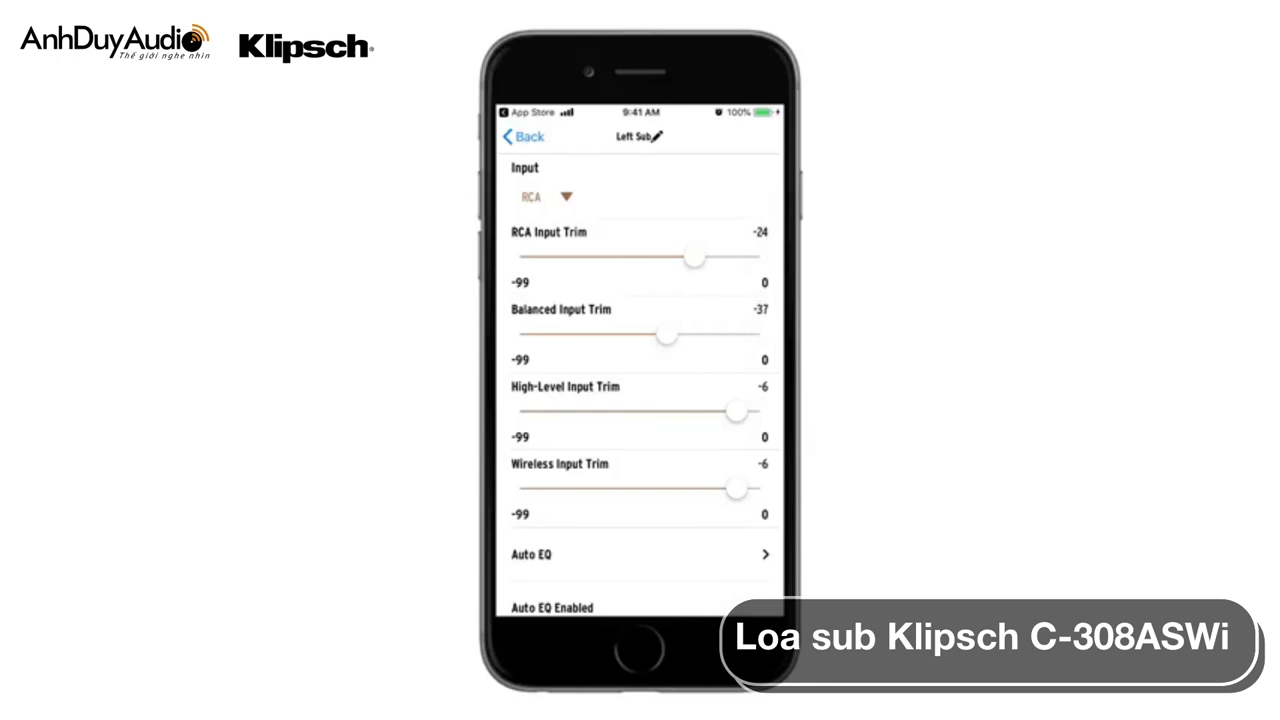 AnhDuyAudio
Thế giới nghe nhìn
Klipsch
App Store 9:41 AM 100%
Back Left Sub
Input
RCA
RCA Input Trim -24
-99 0
Balanced Input Trim -37
-99 0
High-Level Input Trim -6
-99 0
Wireless Input Trim -6
-99 0
Auto EQ
Auto EQ Enabled
Loa sub Klipsch C-308ASWi